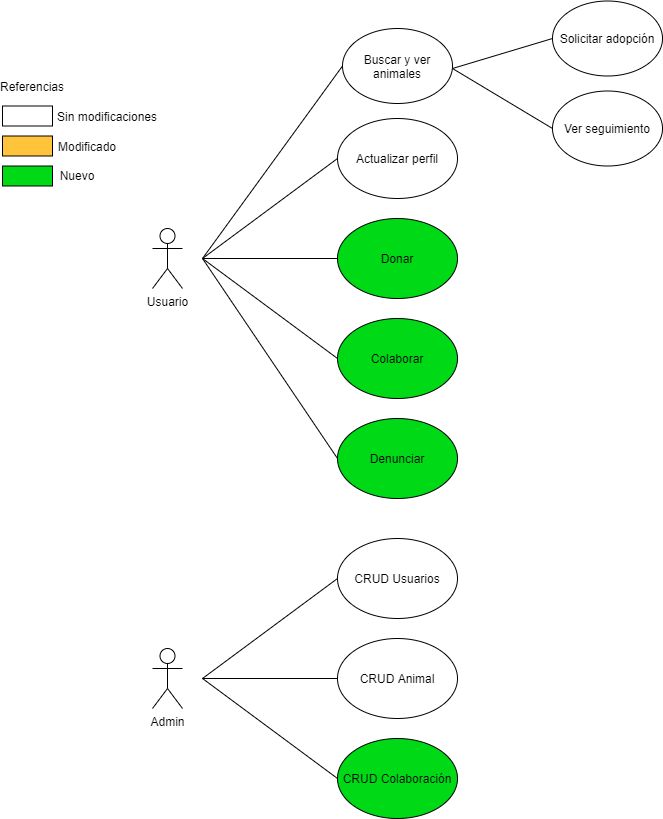 Solicitar adopción
Buscar y ver
animales
Referencias
Sin modificaciones
Ver seguimiento
Modificado
Actualizar perfil
Nuevo
Donar
Usuario
Colaborar
Denunciar
CRUD Usuarios
CRUD Animal
Admin
CRUD Colaboración